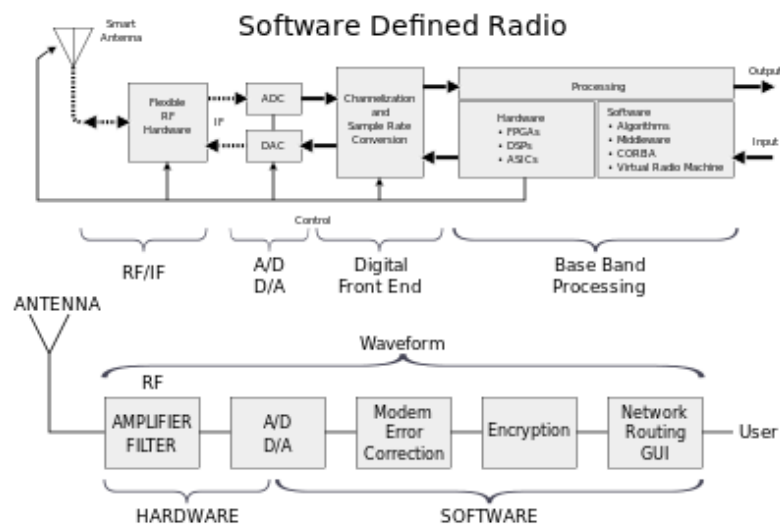 Smart
Antenna
Software Defined Radio
Flexible
RF
Hardware
IF
ADC
DAC
Channelization
and
Sample Rate
Conversion
Processing
Hardware
• FPGAs
• DSPs
• ASICs
Software
• Algorithms
• Middleware
• CORBA
• Virtual Radio Machine
Output
Input
Control
RF/IF
A/D
D/A
Digital
Front End
Base Band
Processing
ANTENNA
Waveform
RF
AMPLIFIER
FILTER
A/D
D/A
Modem
Error
Correction
Encryption
Network
Routing
GUI
User
HARDWARE
SOFTWARE